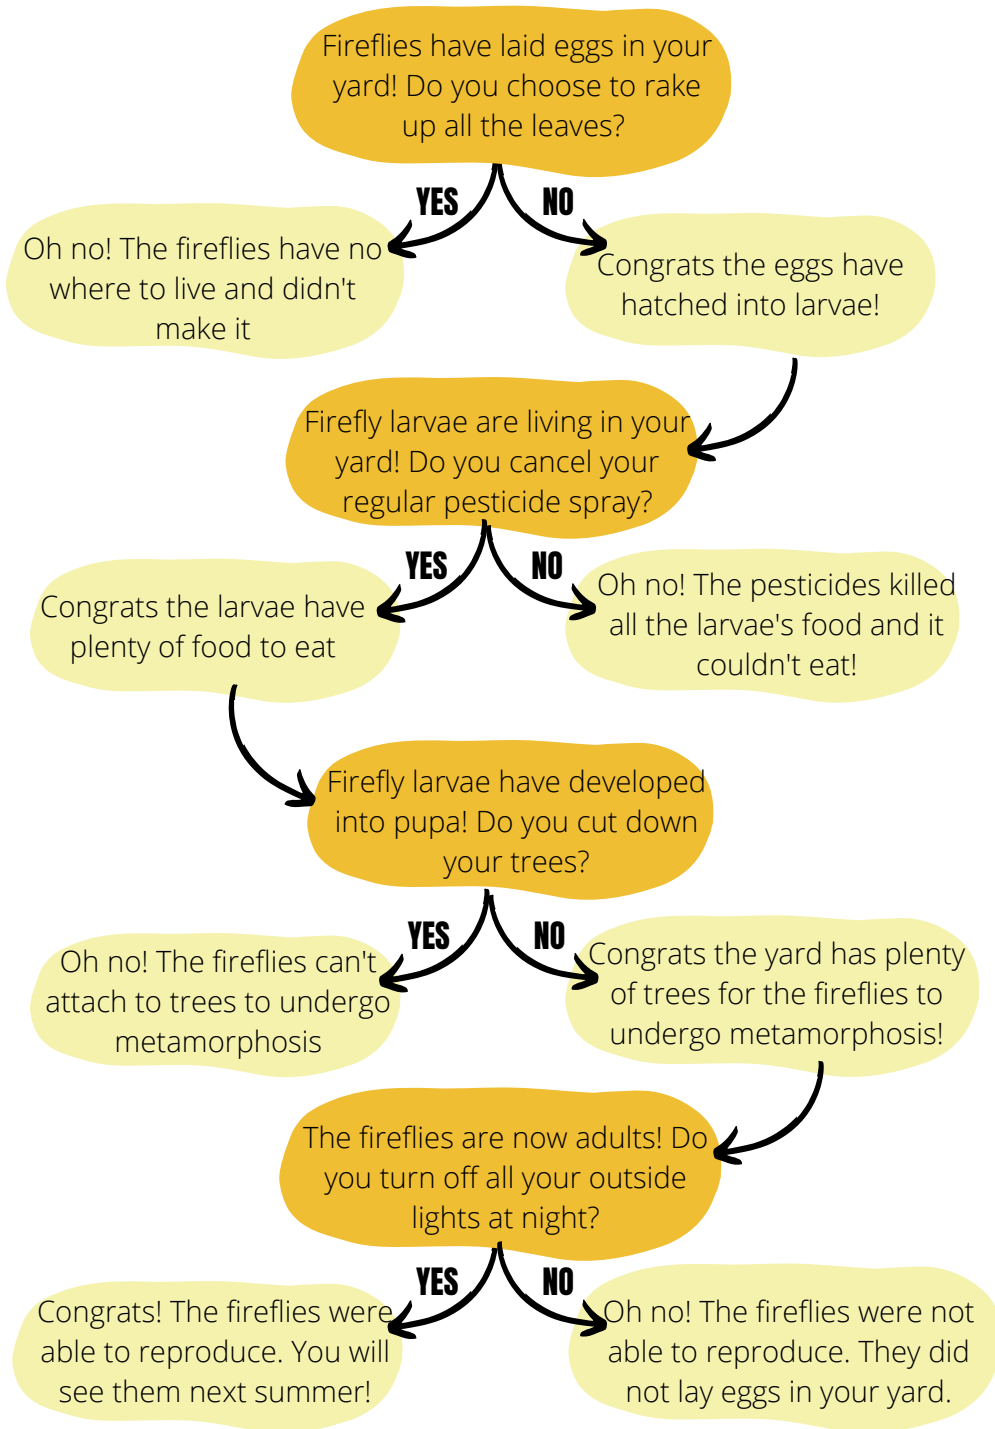 Fireflies have laid eggs in your
yard! Do you choose to rake
up all the leaves?
YES
NO
Oh no! The fireflies have no
where to live and didn't
make it
Congrats the eggs have
hatched into larvae!
Firefly larvae are living in your
yard! Do you cancel your
regular pesticide spray?
YES
NO
Congrats the larvae have
plenty of food to eat
Oh no! The pesticides killed
all the larvae's food and it
couldn't eat!
Firefly larvae have developed
into pupa! Do you cut down
your trees?
YES
NO
Oh no! The fireflies can't
attach to trees to undergo
metamorphosis
Congrats the yard has plenty
of trees for the fireflies to
undergo metamorphosis!
The fireflies are now adults! Do
you turn off all your outside
lights at night?
YES
NO
Congrats! The fireflies were
able to reproduce. You will
see them next summer!
Oh no! The fireflies were not
able to reproduce. They did
not lay eggs in your yard.